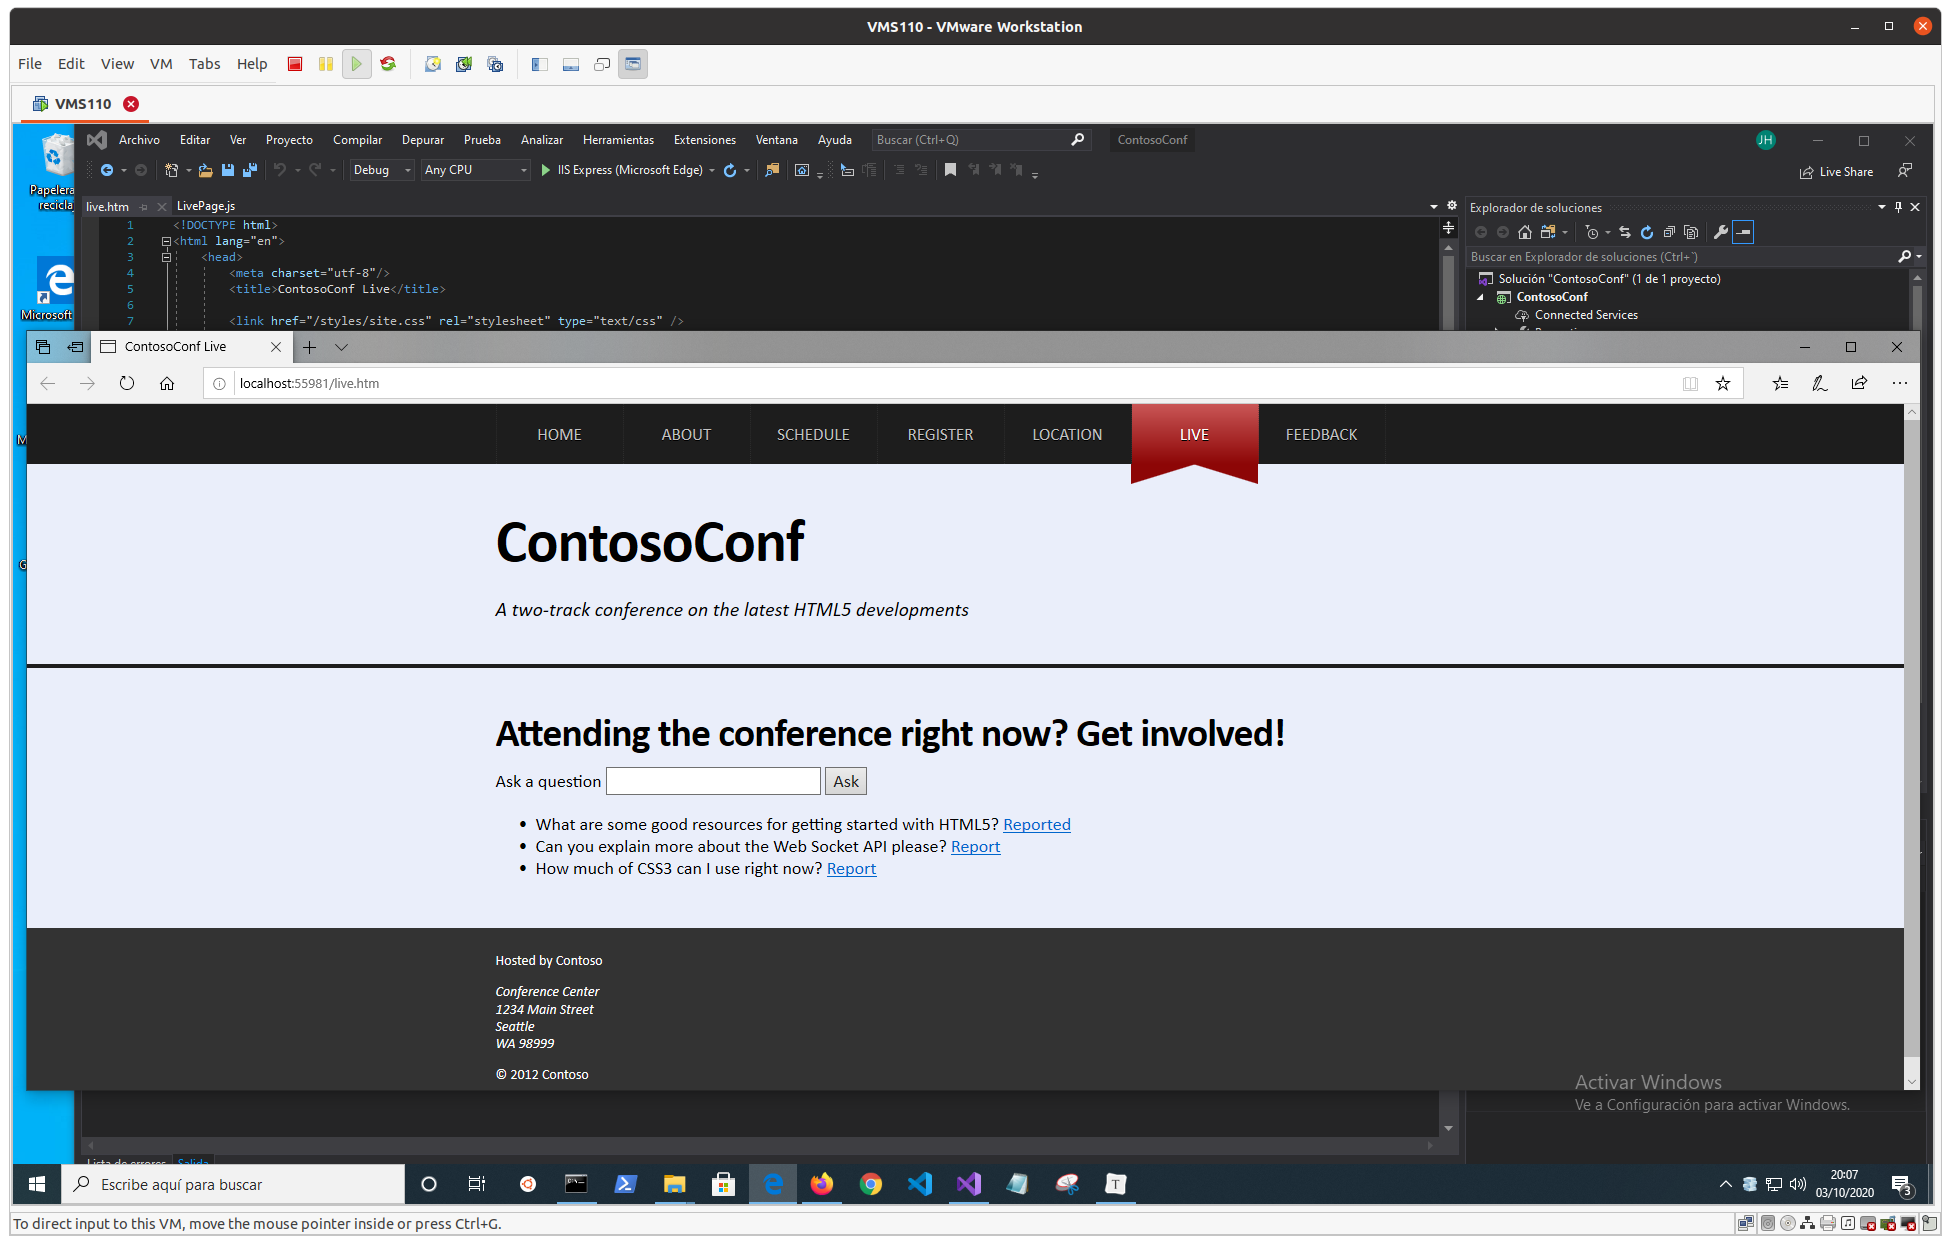 VMS110 - VMware Workstation
File Edit View VM Tabs Help
VMS110
Archivo Editar Ver Proyecto Compilar Depurar Prueba Analizar Herramientas Extensiones Ventana Ayuda Buscar (Ctrl+Q) ContosoConf JH
Debug Any CPU IIS Express (Microsoft Edge) Live Share
Papelera
recicla
Microsoft
live.htm LivePage.js
1 <!DOCTYPE html>
2 <html lang="en">
3 <head>
4 <meta charset="utf-8"/>
5 <title>ContosoConf Live</title>
6
7 <link href="/styles/site.css" rel="stylesheet" type="text/css" />
Explorador de soluciones
Buscar en Explorador de soluciones (Ctrl+`)
Solución "ContosoConf" (1 de 1 proyecto)
ContosoConf
Connected Services
ContosoConf Live
localhost:55981/live.htm
HOME ABOUT SCHEDULE REGISTER LOCATION LIVE FEEDBACK
ContosoConf
A two-track conference on the latest HTML5 developments
Attending the conference right now? Get involved!
Ask a question Ask
• What are some good resources for getting started with HTML5? Reported
• Can you explain more about the Web Socket API please? Report
• How much of CSS3 can I use right now? Report
Hosted by Contoso
Conference Center
1234 Main Street
Seattle
WA 98999
© 2012 Contoso
Activar Windows
Ve a Configuración para activar Windows.
Lista de errores Salida
Escribe aquí para buscar
20:07
03/10/2020
3
To direct input to this VM, move the mouse pointer inside or press Ctrl+G.